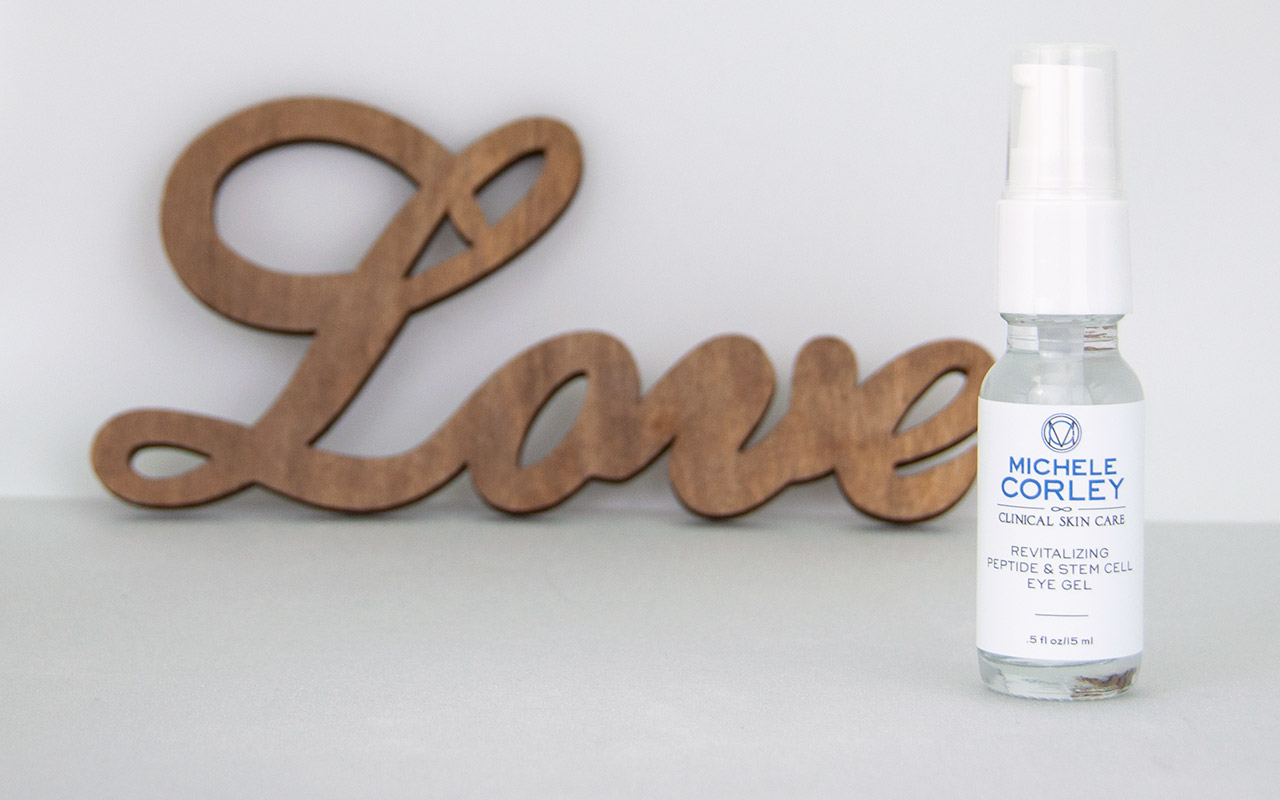 Love
MICHELE
CORLEY
CLINICAL SKIN CARE
REVITALIZING
PEPTIDE & STEM CELL
EYE GEL
.5 fl oz/15 ml